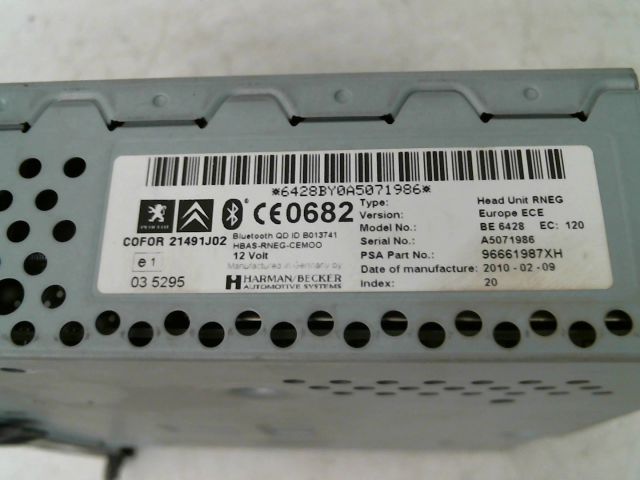 *6428BY0A5071986*
PEUGEOT
CE0682
COFOR 21491J02
Bluetooth QD ID B013741
HBAS-RNEG-CEMOO
12 Volt
Manufactured in Germany by
HARMAN/BECKER
AUTOMOTIVE SYSTEMS
e1
03 5295
Type: Head Unit RNEG
Version: Europe ECE
Model No.: BE 6428 EC: 120
Serial No.: A5071986
PSA Part No.: 96661987XH
Date of manufacture: 2010-02-09
Index: 20